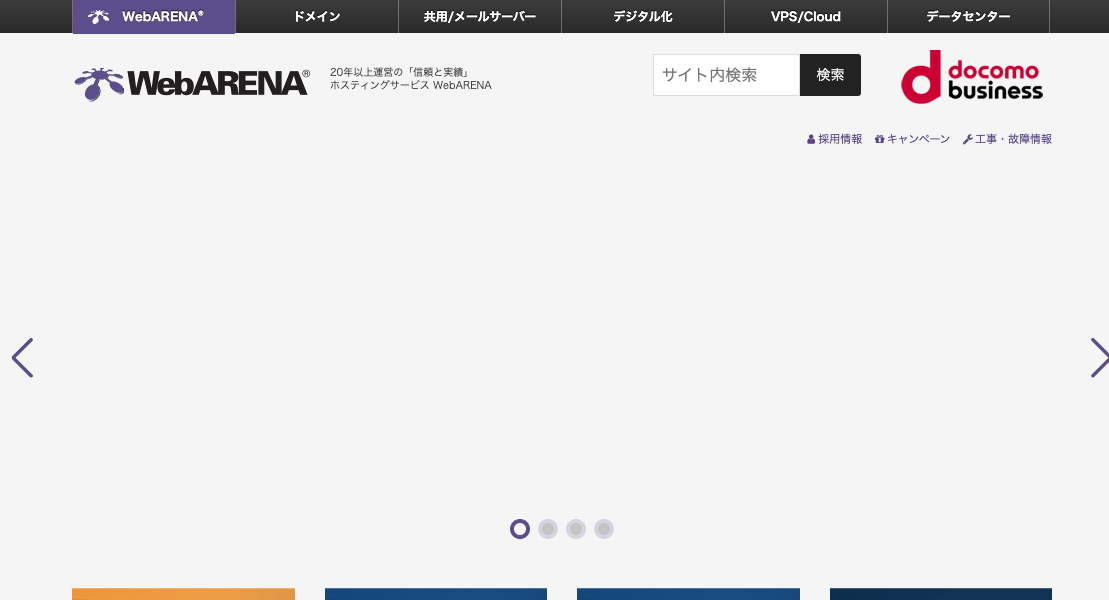 WebARENA® ドメイン 共用/メールサーバー デジタル化 VPS/Cloud データセンター
WebARENA®
20年以上運営の「信頼と実績」
ホスティングサービス WebARENA
サイト内検索 検索
docomo
business
採用情報 キャンペーン 工事・故障情報